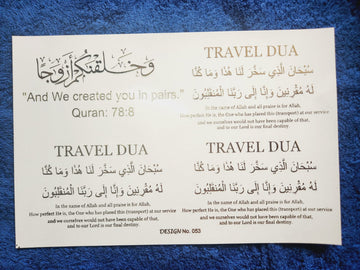 وَخَلَقْنَٰكُمْ أَزْوَٰجًا
"And We created you in pairs."
Quran: 78:8
TRAVEL DUA
سُبْحَانَ الَّذِي سَخَّرَ لَنَا هٰذَا وَمَا كُنَّا
لَهُ مُقْرِنِينَ وَإِنَّا إِلَى رَبِّنَا لَمُنْقَلِبُونَ
In the name of Allah and all praise is for Allah,
How perfect He is, the One who has placed this (transport) at our service
and we ourselves would not have been capable of that,
and to our Lord is our final destiny.
TRAVEL DUA
سُبْحَانَ الَّذِي سَخَّرَ لَنَا هٰذَا وَمَا كُنَّا
لَهُ مُقْرِنِينَ وَإِنَّا إِلَى رَبِّنَا لَمُنْقَلِبُونَ
In the name of Allah and all praise is for Allah,
How perfect He is, the One who has placed this (transport) at our service
and we ourselves would not have been capable of that,
and to our Lord is our final destiny.
TRAVEL DUA
سُبْحَانَ الَّذِي سَخَّرَ لَنَا هٰذَا وَمَا كُنَّا
لَهُ مُقْرِنِينَ وَإِنَّا إِلَى رَبِّنَا لَمُنْقَلِبُونَ
In the name of Allah and all praise is for Allah,
How perfect He is, the One who has placed this (transport) at our service
and we ourselves would not have been capable of that,
and to our Lord is our final destiny.
DESIGN No. 053